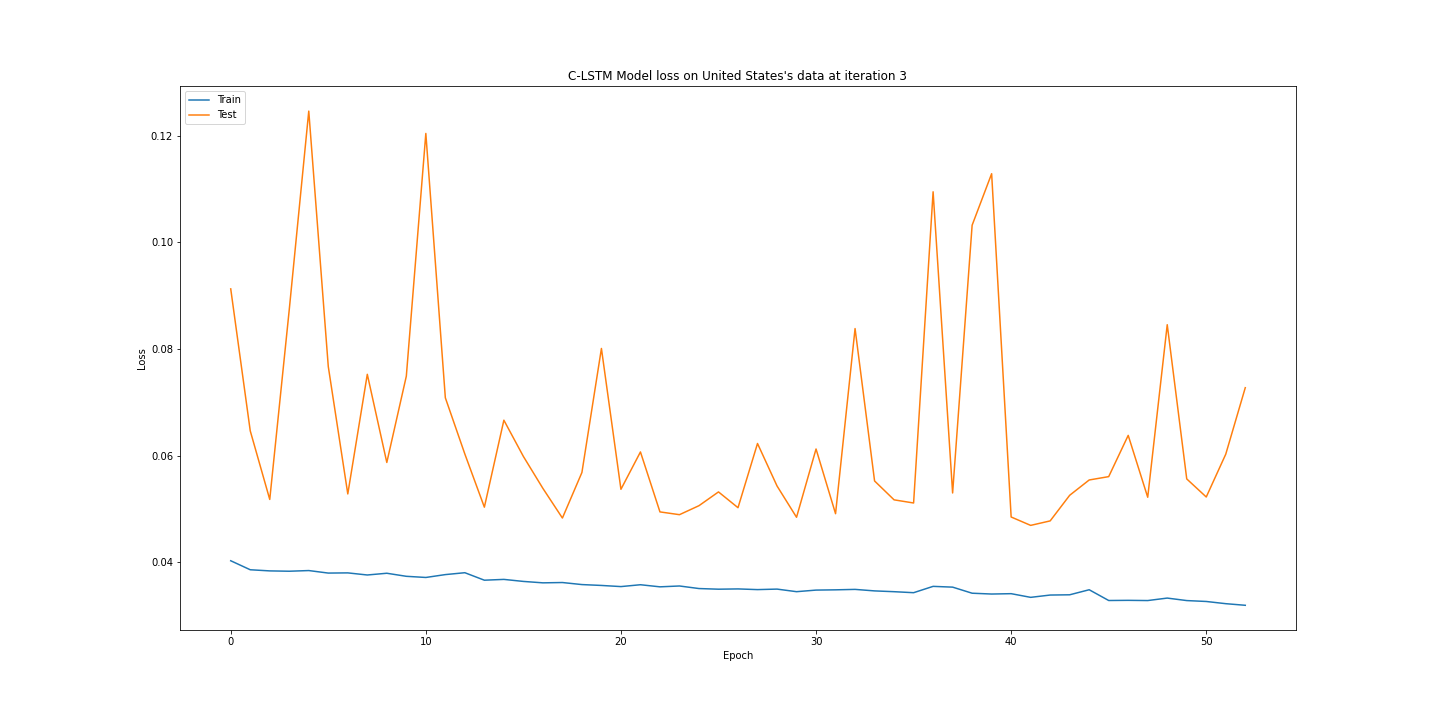 C-LSTM Model loss on United States's data at iteration 3
Train
Test
0.12
0.10
0.08
0.06
0.04
Loss
0
10
20
30
40
50
Epoch